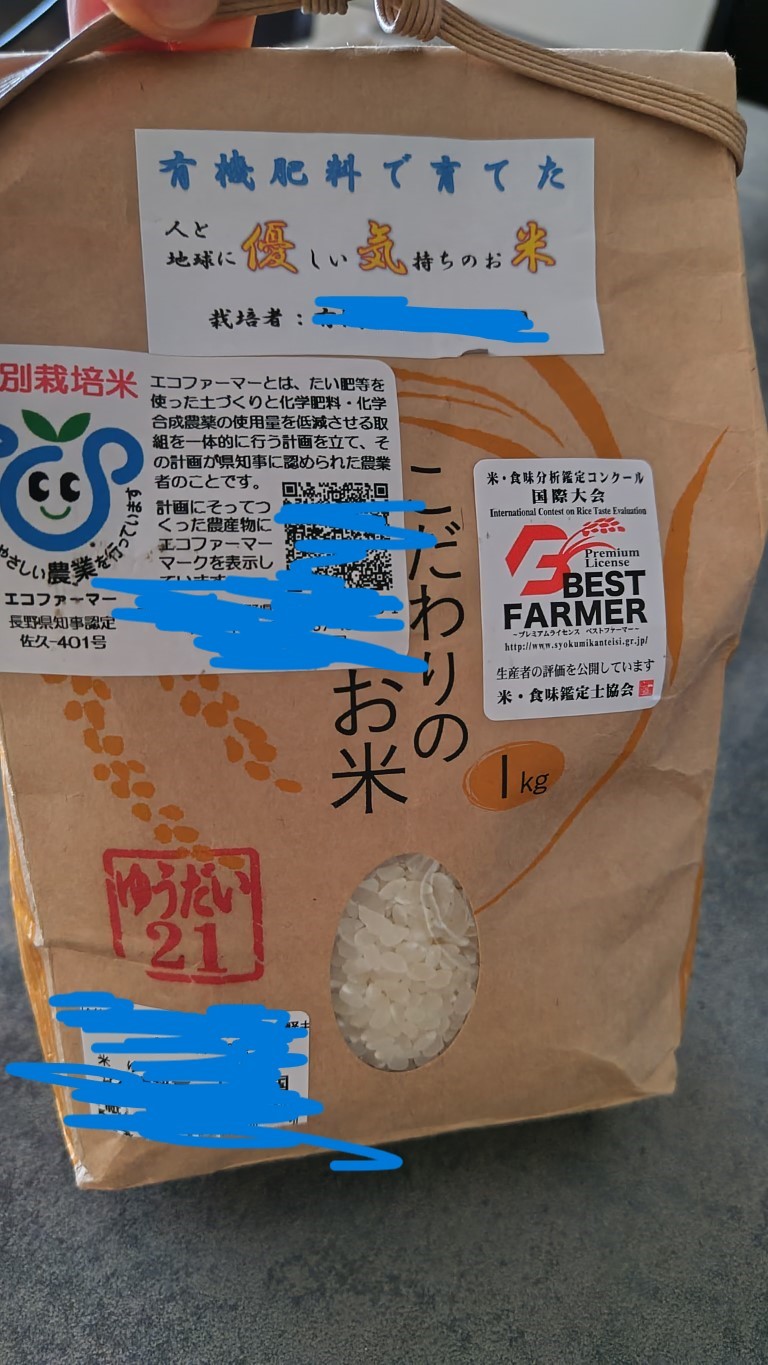 有機肥料で育てた
人と
地球に優しい気持ちのお米
栽培者：
別栽培米
やさしい農業を行っています
エコファーマー
長野県知事認定
佐久-401号
エコファーマーとは、たい肥等を
使った土づくりと化学肥料・化学
合成農薬の使用量を低減させる取
組を一体的に行う計画を立て、そ
の計画が県知事に認められた農業
者のことです。
計画にそってつ
くった農産物に
エコファーマー
マークを表示し
ています
こだわりの
お米
米・食味分析鑑定コンクール
国際大会
International Contest on Rice Taste Evaluation
Premium
License
BEST
FARMER
～プレミアムライセンス ベストファーマー～
http://www.syokumikanteisi.gr.jp/
生産者の評価を公開しています
米・食味鑑定士協会
1kg
ゆうだい
21
米